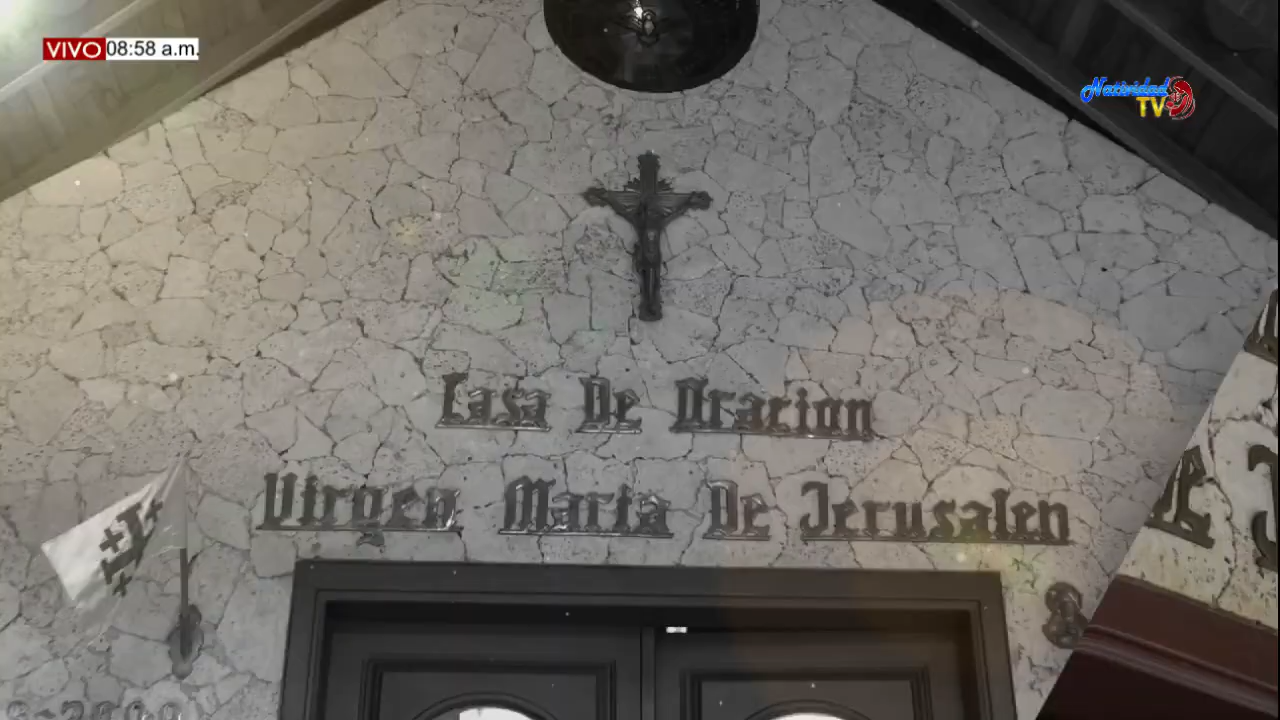 VIVO 08:58 a.m.
Natividad
TV
Casa De Oracion
Virgen Maria De Jerusalen